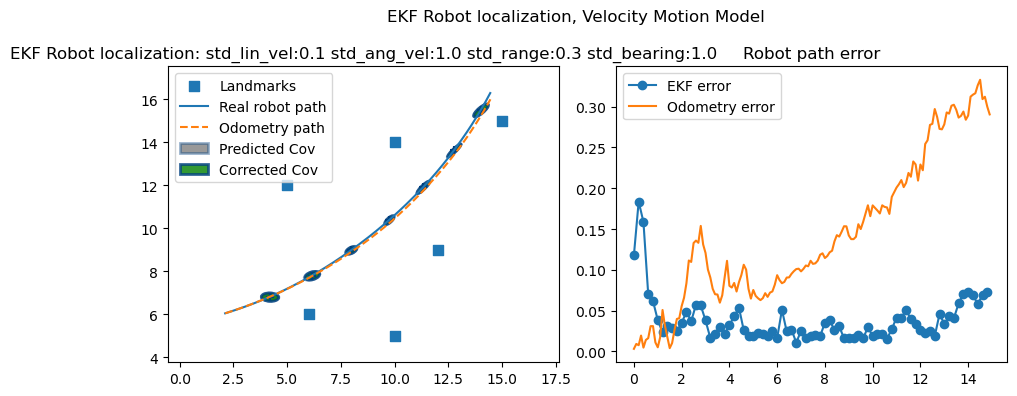 EKF Robot localization, Velocity Motion Model
EKF Robot localization: std_lin_vel:0.1 std_ang_vel:1.0 std_range:0.3 std_bearing:1.0
Landmarks
Real robot path
Odometry path
Predicted Cov
Corrected Cov
16
14
12
10
8
6
4
0.0 2.5 5.0 7.5 10.0 12.5 15.0 17.5
Robot path error
EKF error
Odometry error
0.30
0.25
0.20
0.15
0.10
0.05
0.00
0 2 4 6 8 10 12 14